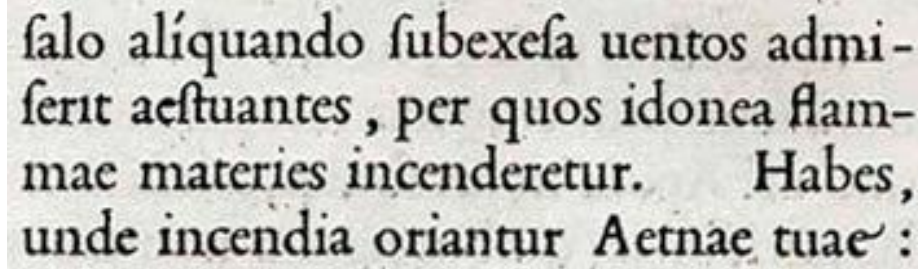 ſalo alíquando ſubexeſa uentos admi-
ſerit aeſtuantes, per quos idonea flam-
mae materies incenderetur. Habes,
unde incendia oriantur Aetnae tuae: